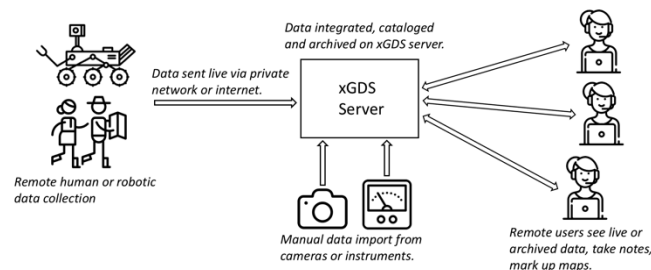 Data integrated, cataloged
and archived on xGDS server.
Data sent live via private
network or internet.
xGDS
Server
Remote human or robotic
data collection
Manual data import from
cameras or instruments.
Remote users see live or
archived data, take notes,
mark up maps.